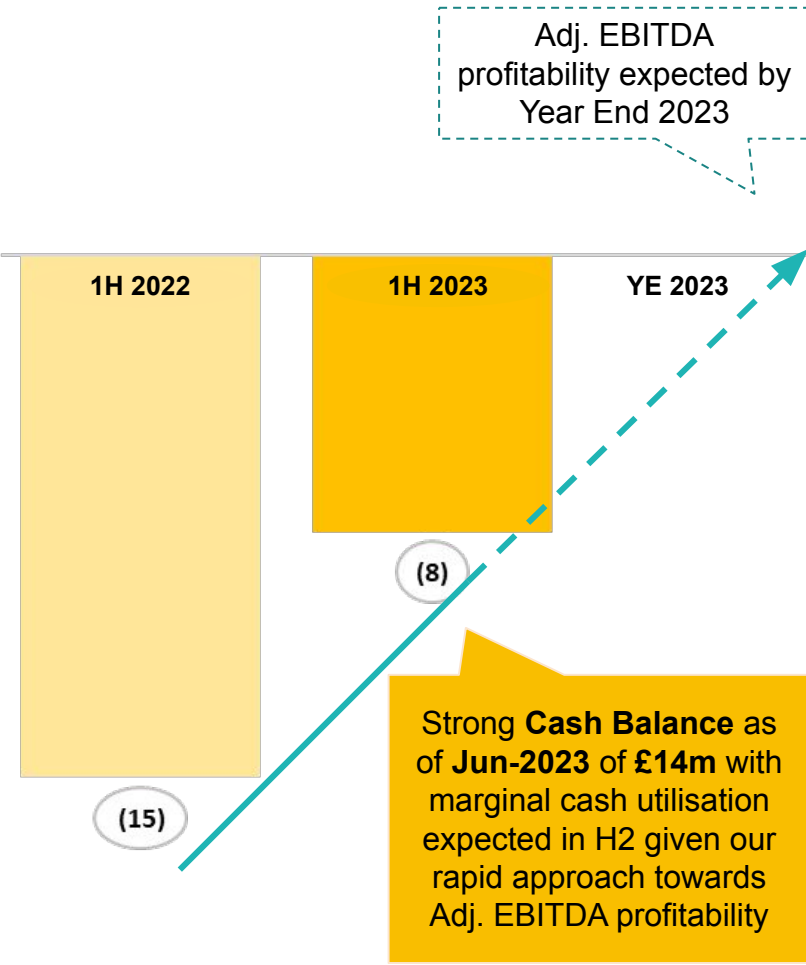 Adj. EBITDA
profitability expected by
Year End 2023
1H 2022
1H 2023
YE 2023
(8)
(15)
Strong Cash Balance as
of Jun-2023 of £14m with
marginal cash utilisation
expected in H2 given our
rapid approach towards
Adj. EBITDA profitability